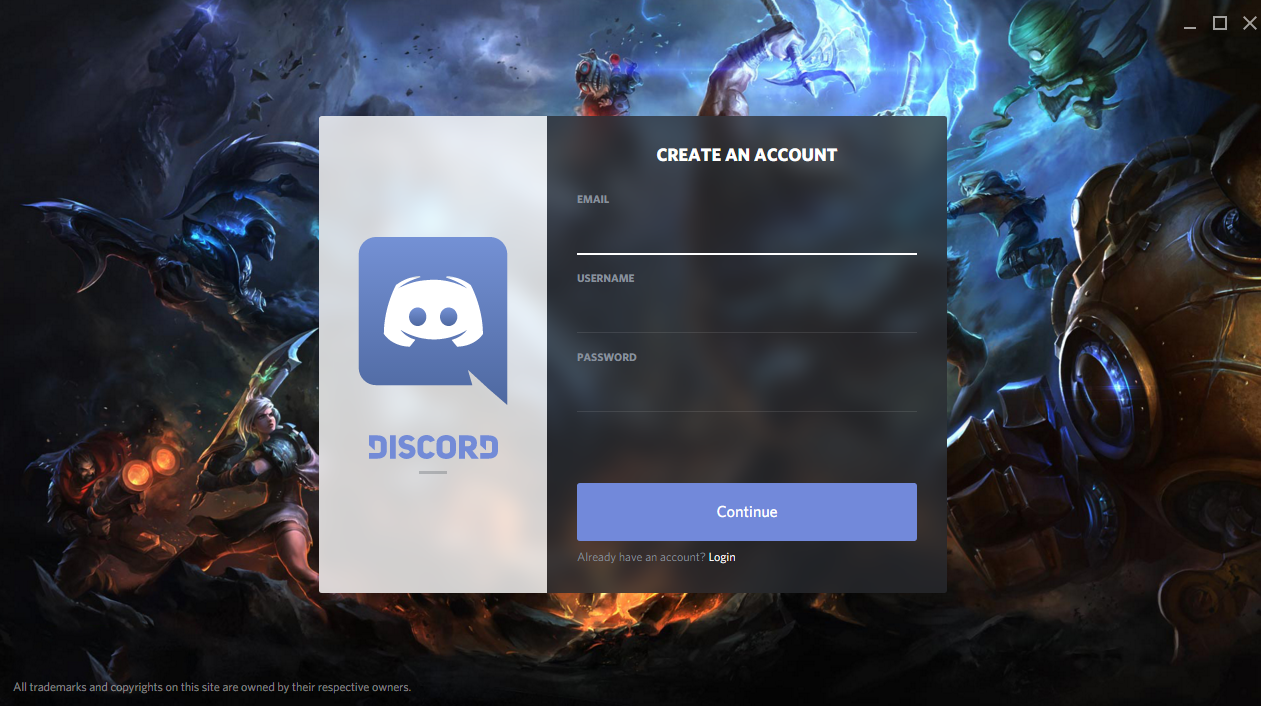 CREATE AN ACCOUNT
EMAIL
USERNAME
PASSWORD
DISCORD
Continue
Already have an account? Login
All trademarks and copyrights on this site are owned by their respective owners.